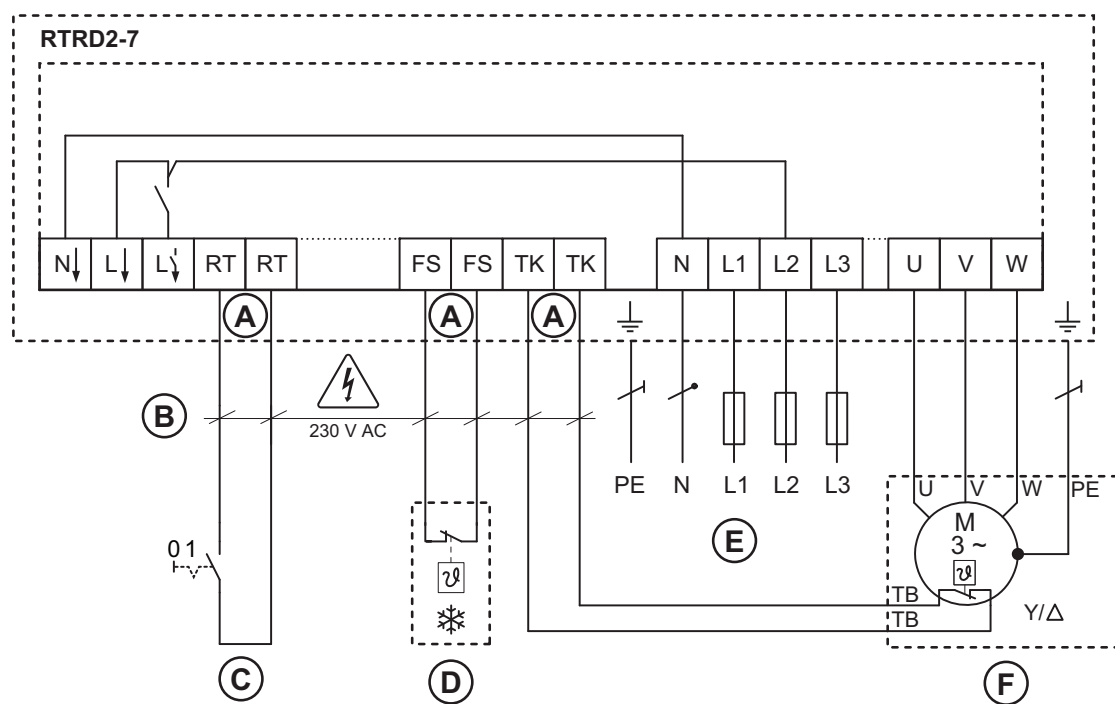 RTRD2-7
N L L RT RT FS FS TK TK N L1 L2 L3 U V W
A A A
B
230 V AC
PE N L1 L2 L3
U V W PE
M
3 ~
0 1
E
ϑ
ϑ
TB
TB
Y/Δ
C D F